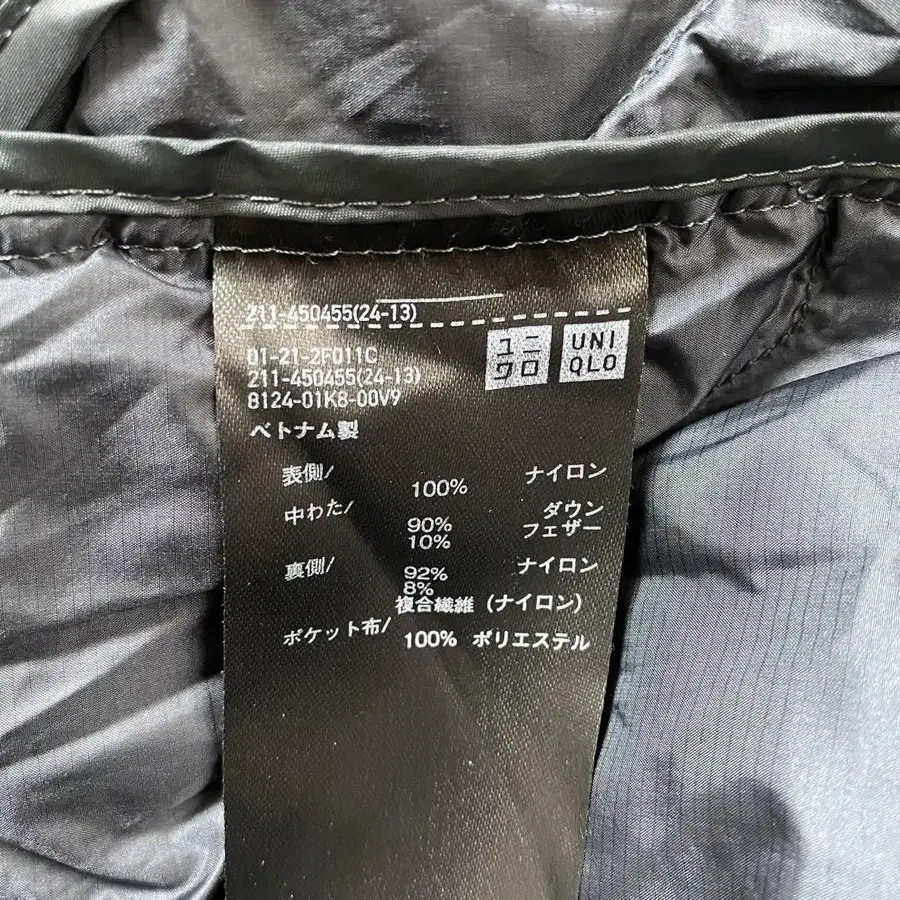 211-450455(24-13)
ユニ
クロ
UNI
QLO
01-21-2F011C
211-450455(24-13)
8124-01K8-00V9
ベトナム製
表側/ 100% ナイロン
中わた/ 90% ダウン
10% フェザー
裏側/ 92% ナイロン
8%
複合繊維 (ナイロン)
ポケット布/ 100% ポリエステル